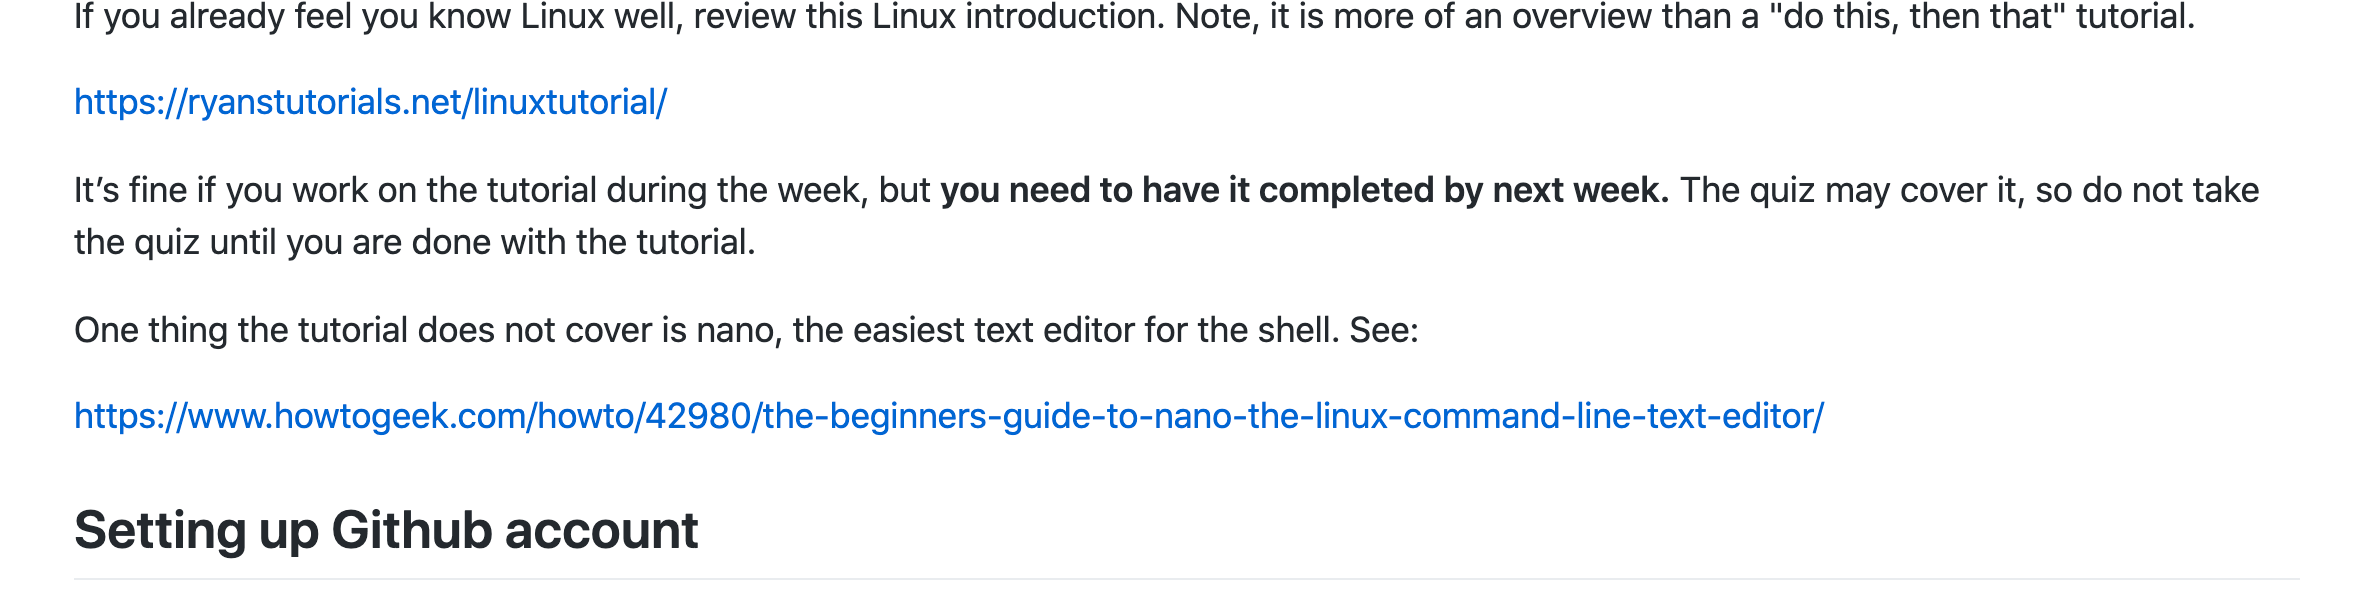 If you already feel you know Linux well, review this Linux introduction. Note, it is more of an overview than a "do this, then that" tutorial.
https://ryanstutorials.net/linuxtutorial/
It’s fine if you work on the tutorial during the week, but you need to have it completed by next week. The quiz may cover it, so do not take
the quiz until you are done with the tutorial.
One thing the tutorial does not cover is nano, the easiest text editor for the shell. See:
https://www.howtogeek.com/howto/42980/the-beginners-guide-to-nano-the-linux-command-line-text-editor/
Setting up Github account